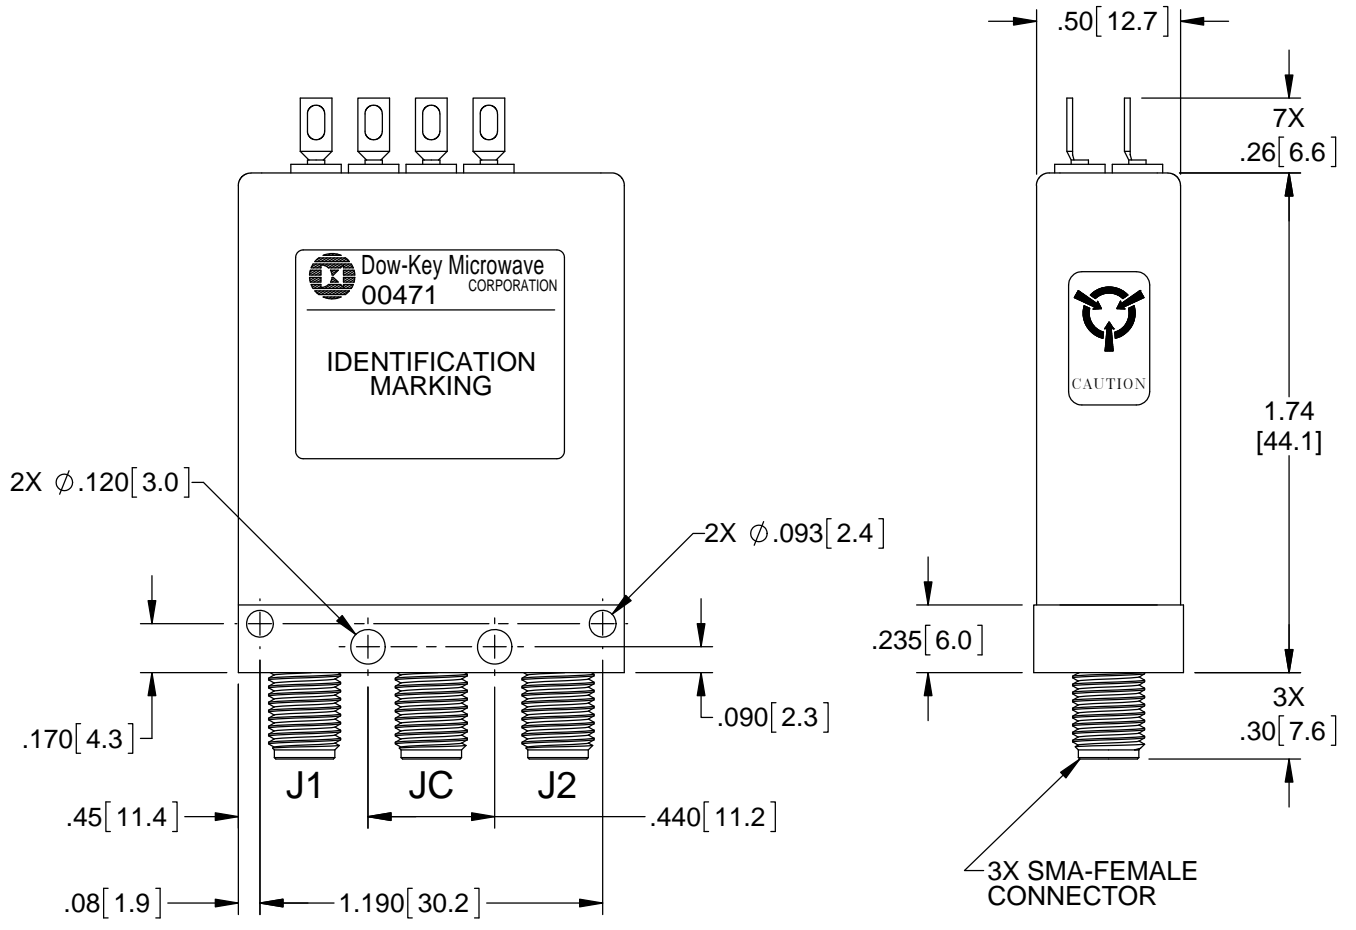 .50[12.7]
7X
.26[6.6]
Dow-Key Microwave
00471 CORPORATION
IDENTIFICATION
MARKING
CAUTION
1.74
[44.1]
2X ⌀.120[3.0]
2X ⌀.093[2.4]
.235[6.0]
.170[4.3]
.090[2.3]
3X
.30[7.6]
J1 JC J2
.45[11.4]
.440[11.2]
3X SMA-FEMALE
CONNECTOR
.08[1.9]
1.190[30.2]